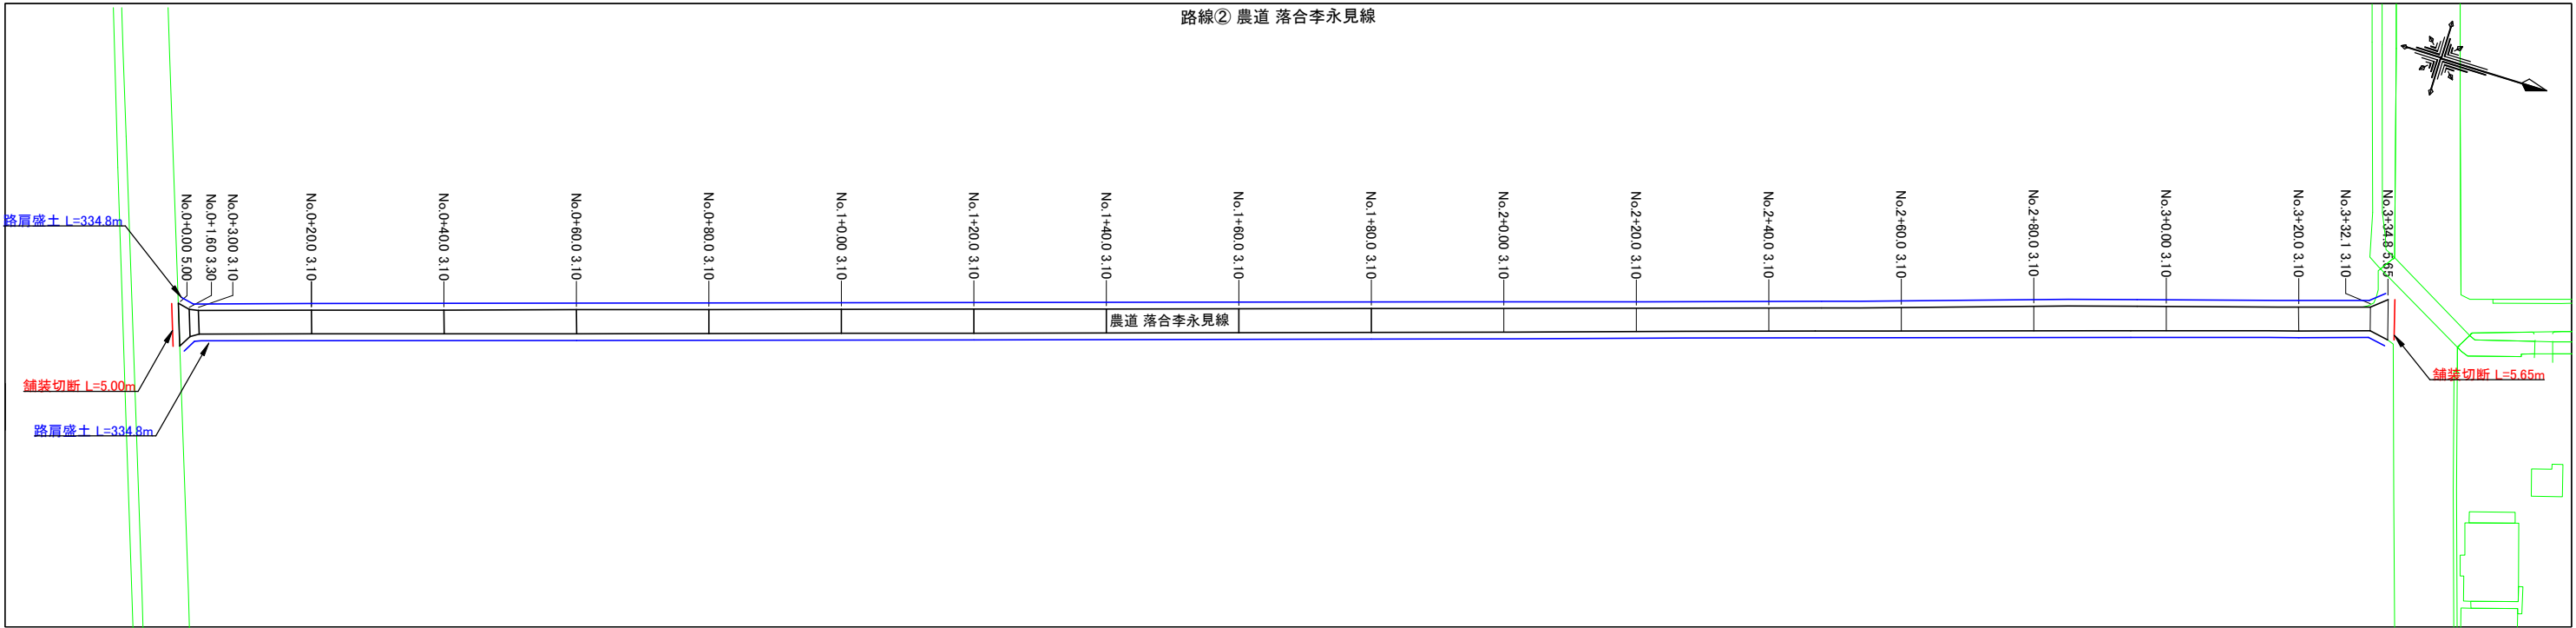 路線② 農道 落合李永見線
路肩盛土 L=334.8m
No.0+0.00 5.00
No.0+1.60 3.30
No.0+3.00 3.10
No.0+20.0 3.10
No.0+40.0 3.10
No.0+60.0 3.10
No.0+80.0 3.10
No.1+0.00 3.10
No.1+20.0 3.10
No.1+40.0 3.10
No.1+60.0 3.10
No.1+80.0 3.10
No.2+0.00 3.10
No.2+20.0 3.10
No.2+40.0 3.10
No.2+60.0 3.10
No.2+80.0 3.10
No.3+0.00 3.10
No.3+20.0 3.10
No.3+32.1 3.10
No.3+34.8 5.65
農道 落合李永見線
舗装切断 L=5.00m
舗装切断 L=5.65m
路肩盛土 L=334.8m